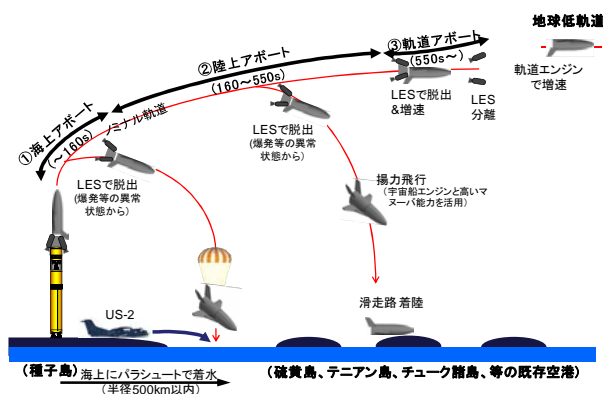 地球低軌道
③軌道アボート
(550s~)
②陸上アボート
(160~550s)
①海上アボート
(~160s)
ノミナル軌道
軌道エンジン
で増速
LESで脱出
&増速
LES
分離
LESで脱出
(爆発等の異常
状態から)
LESで脱出
(爆発等の異常
状態から)
揚力飛行
(宇宙船エンジンと高いマ
ヌーバ能力を活用)
US-2
滑走路 着陸
(種子島)
海上にパラシュートで着水
(半径500km以内)
(硫黄島、テニアン島、チューク諸島、等の既存空港)